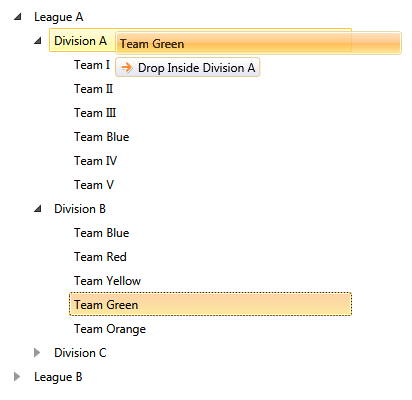 League A
Division A
Team Green
Team I
Drop Inside Division A
Team II
Team III
Team Blue
Team IV
Team V
Division B
Team Blue
Team Red
Team Yellow
Team Green
Team Orange
Division C
League B